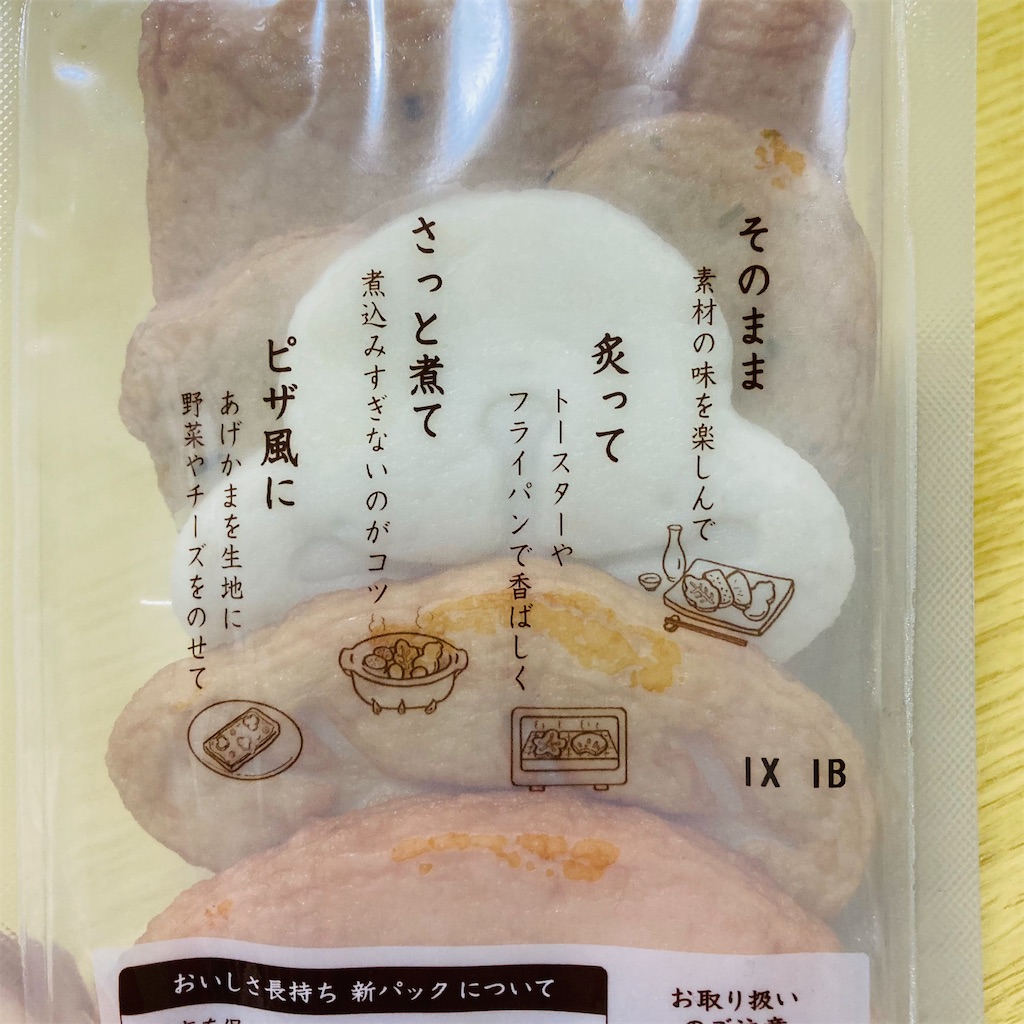 そのまま
素材の味を楽しんで
炙って
トースターや
フライパンで香ばしく
さっと煮て
煮込みすぎないのがコツ
ピザ風に
あげかまを生地に
野菜やチーズをのせて
IX IB
おいしさ長持ち 新パックについて
お取り扱い
のご注意